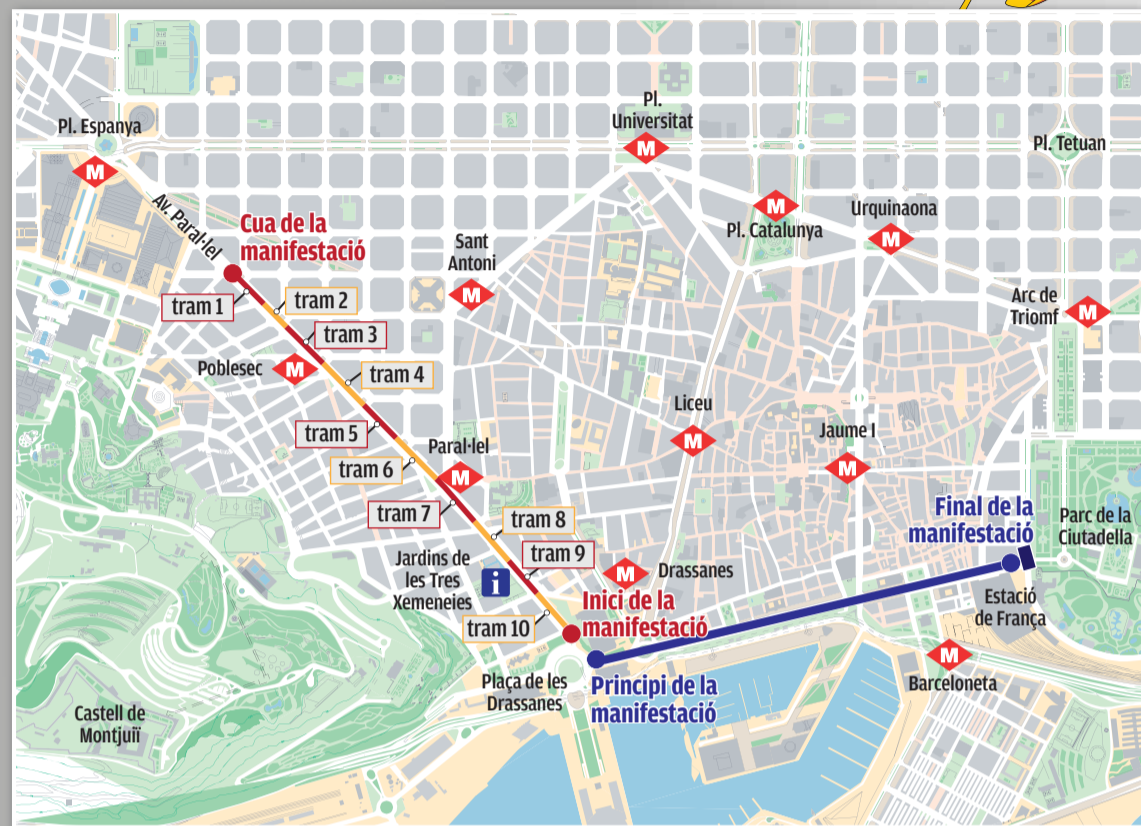 Pl.
Universitat
M
Pl. Espanya
M
Pl. Tetuan
Av. Paral·lel
M
Pl. Catalunya
Urquinaona
M
Cua de la
manifestació
Sant
Antoni
M
Arc de
Triomf
M
tram 1
tram 2
tram 3
Poblesec
M
tram 4
tram 5
tram 6
Liceu
M
Jaume I
M
Paral·lel
M
tram 7
tram 8
tram 9
tram 10
Final de la
manifestació
Parc de la
Ciutadella
Jardins de
les Tres
Xemeneies
i
M
Drassanes
Inici de la
manifestació
Estació
de França
Plaça de les
Drassanes
Principi de la
manifestació
M
Barceloneta
Castell de
Montjuïï